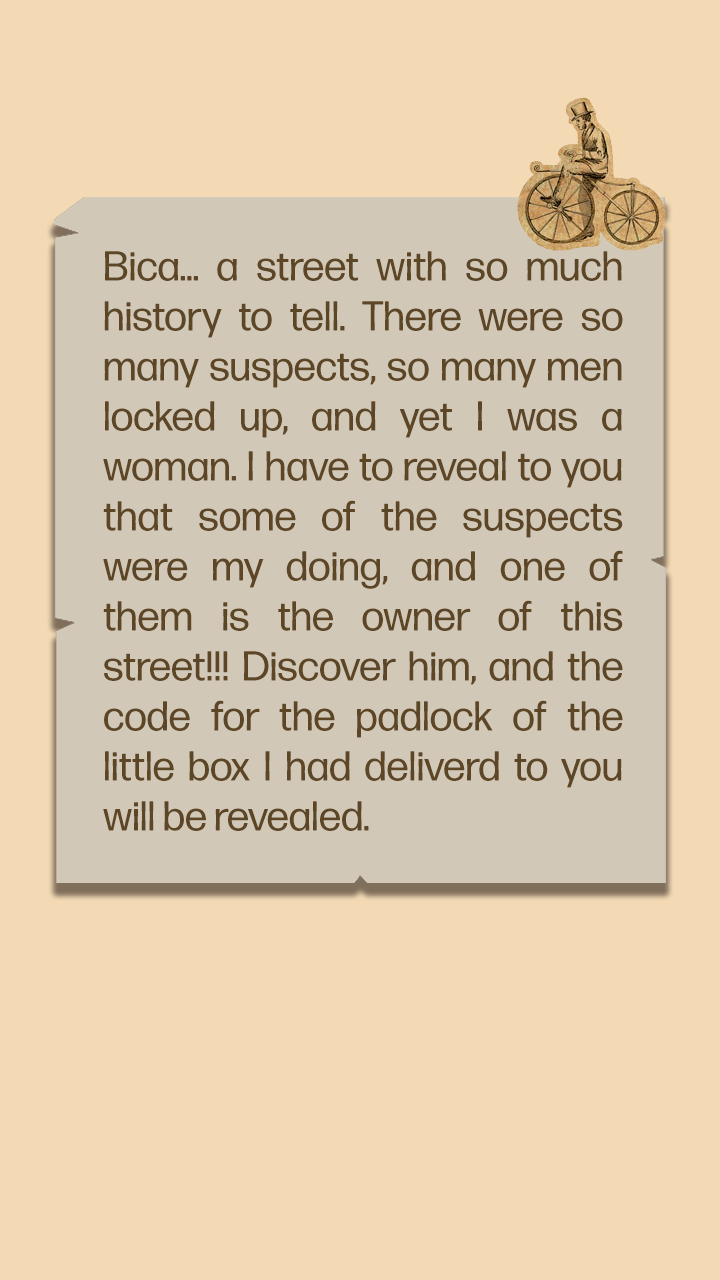 Bica... a street with so much
history to tell. There were so
many suspects, so many men
locked up, and yet I was a
woman. I have to reveal to you
that some of the suspects
were my doing, and one of
them is the owner of this
street!!! Discover him, and the
code for the padlock of the
little box I had deliverd to you
will be revealed.